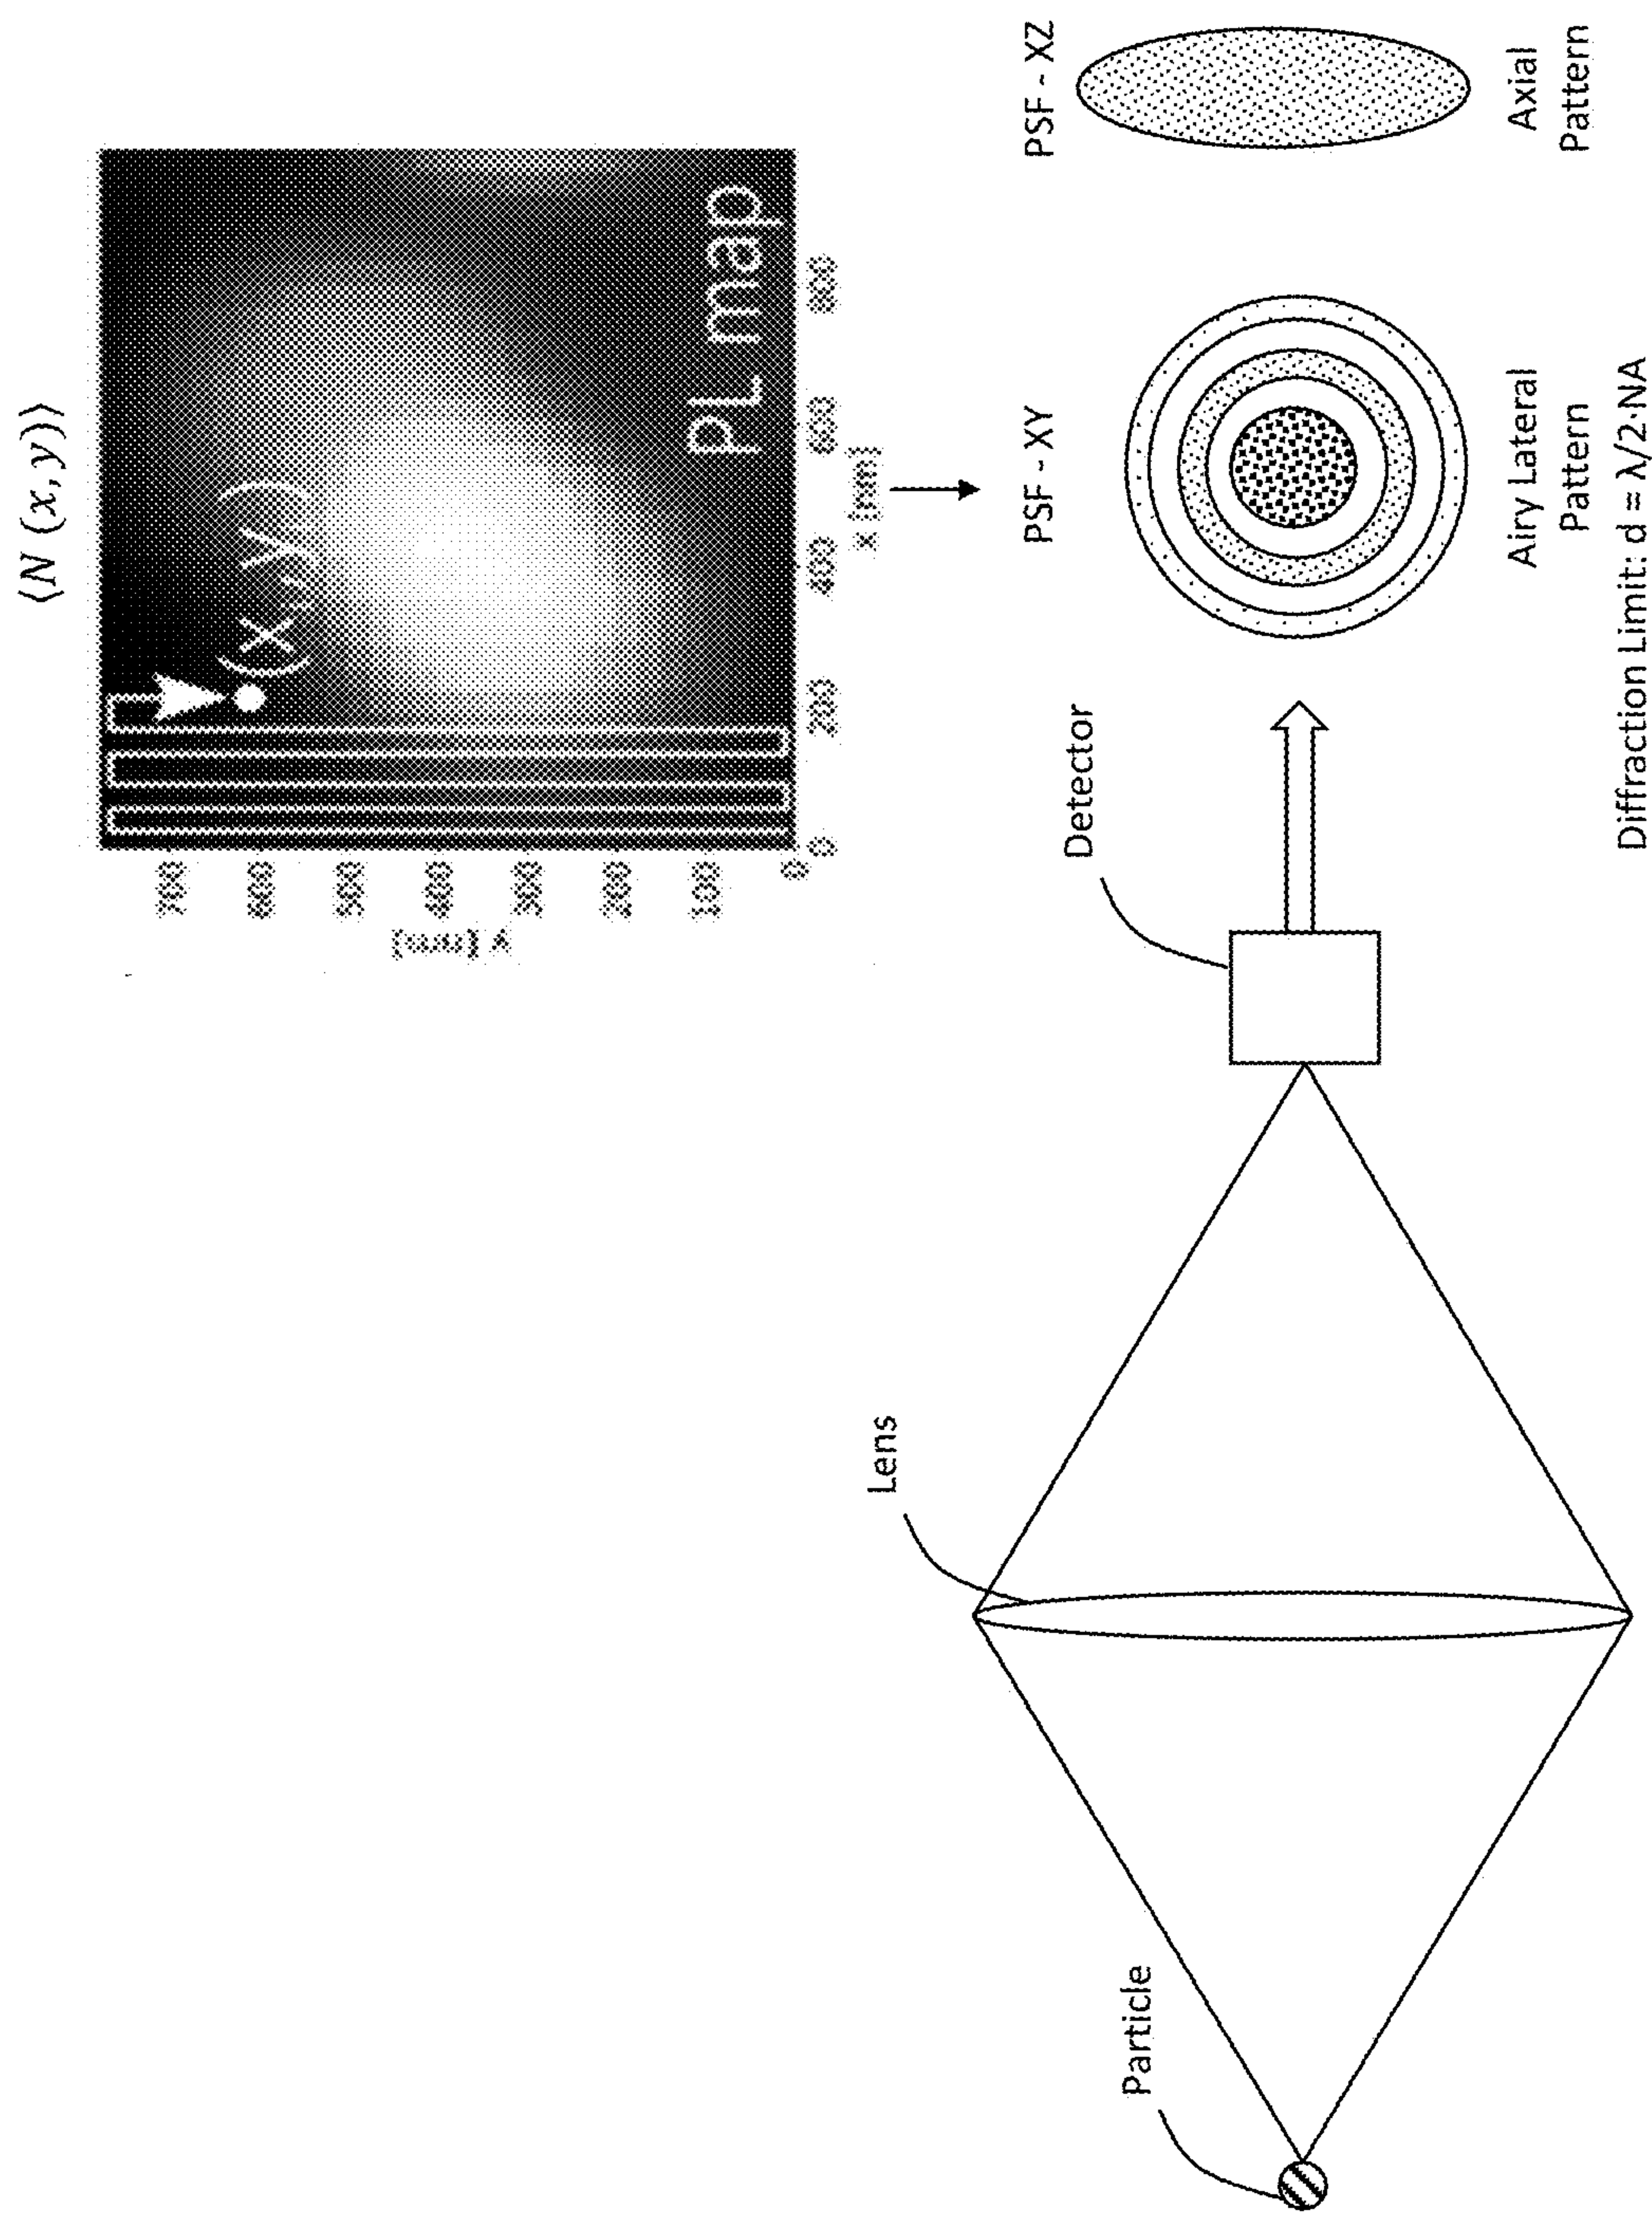 ⟨N (x, y)⟩
700
600
500
400
300
200
100
0
y [nm]
(x,y)
PL map
0
200
400
600
800
x [nm]
Particle
Lens
Detector
PSF - XY
PSF - XZ
Airy Lateral
Pattern
Axial
Pattern
Diffraction Limit: d = λ/2·NA